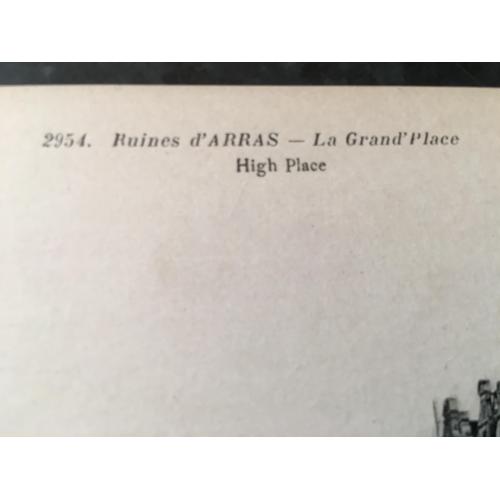 2954. Ruines d'ARRAS — La Grand'Place
High Place